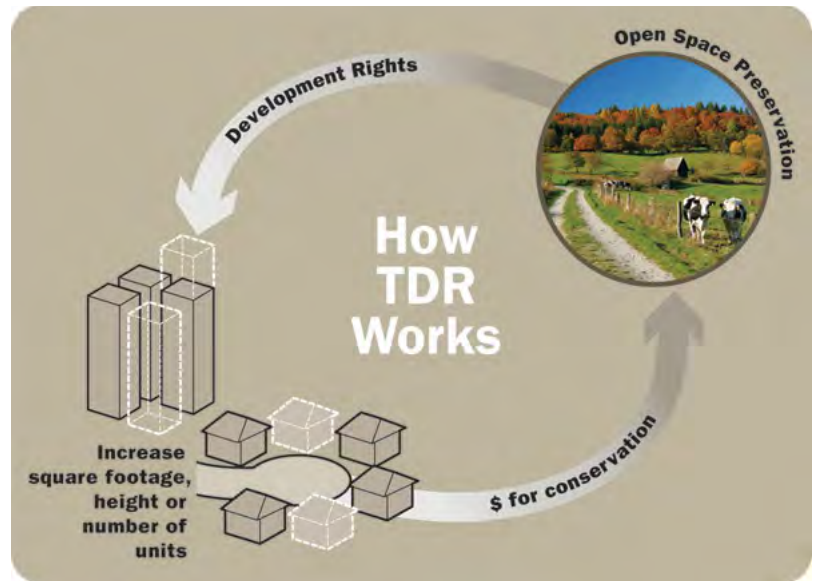 Open Space Preservation
Development Rights
How
TDR
Works
Increase
square footage,
height or
number of
units
$ for conservation